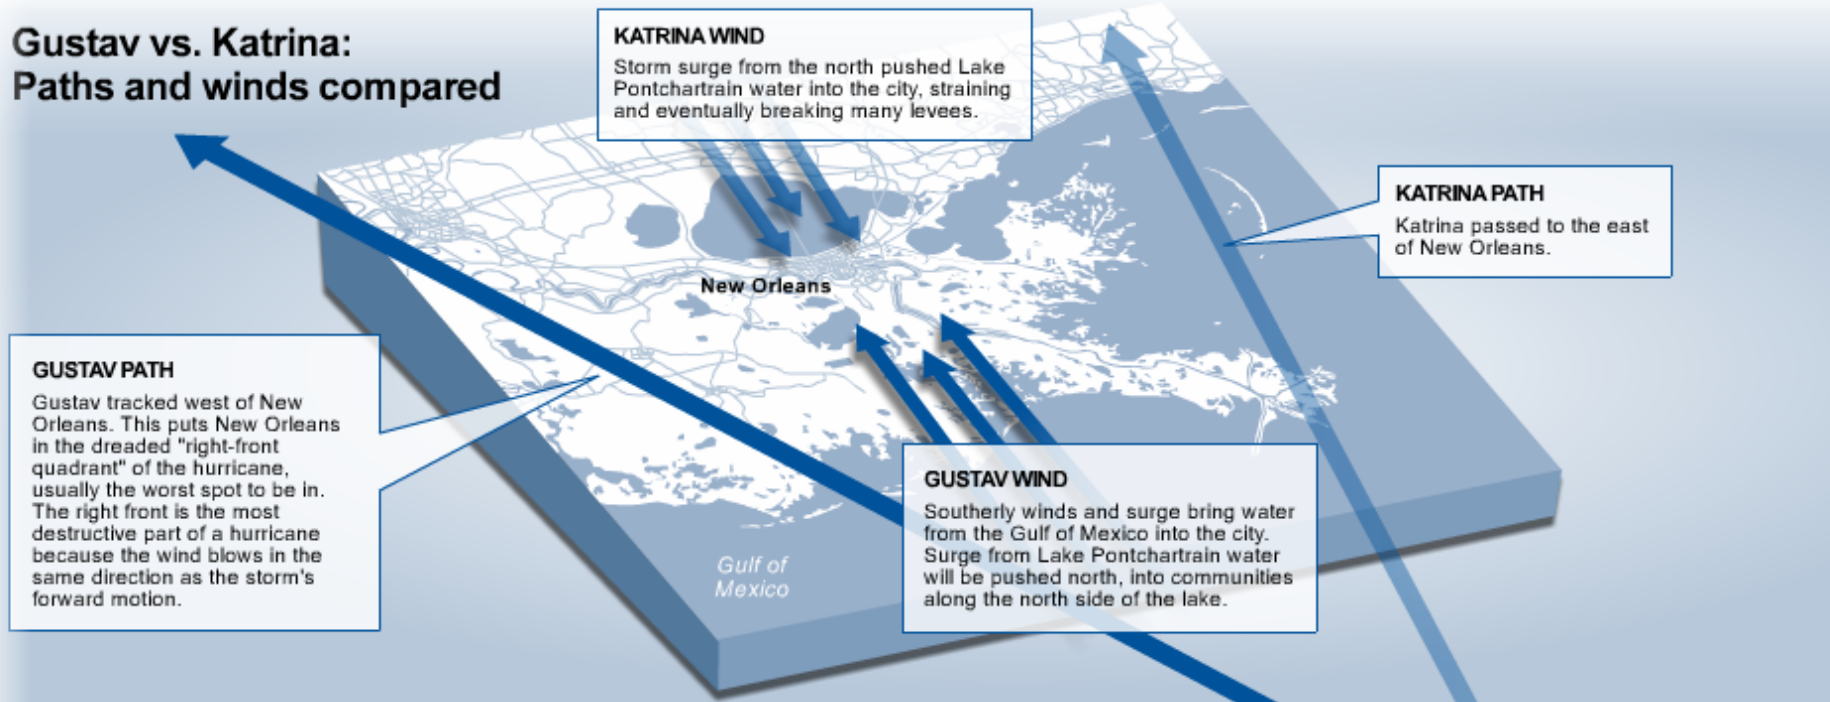 Gustav vs. Katrina:
Paths and winds compared
KATRINA WIND
Storm surge from the north pushed Lake
Pontchartrain water into the city, straining
and eventually breaking many levees.
KATRINA PATH
Katrina passed to the east
of New Orleans.
New Orleans
GUSTAV PATH
Gustav tracked west of New
Orleans. This puts New Orleans
in the dreaded "right-front
quadrant" of the hurricane,
usually the worst spot to be in.
The right front is the most
destructive part of a hurricane
because the wind blows in the
same direction as the storm's
forward motion.
GUSTAV WIND
Southerly winds and surge bring water
from the Gulf of Mexico into the city.
Surge from Lake Pontchartrain water
will be pushed north, into communities
along the north side of the lake.
Gulf of
Mexico